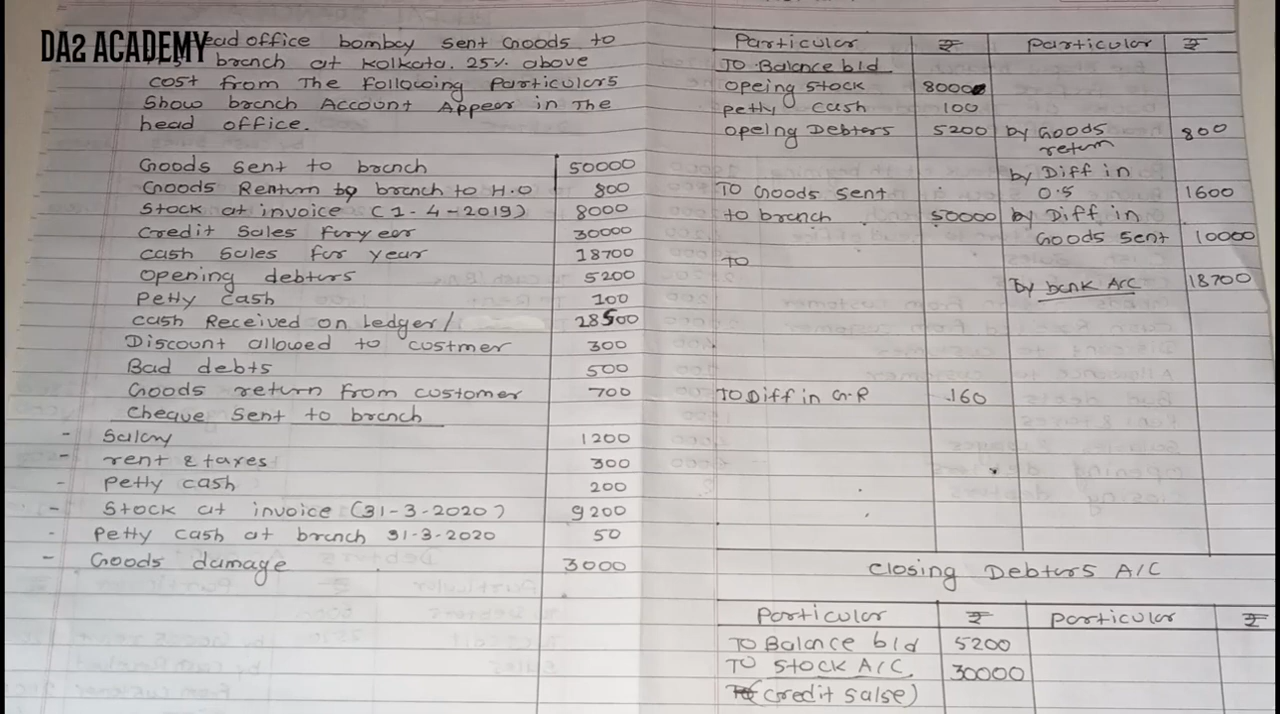 DA2 ACADEMY
ead office bombay sent Goods to
branch at Kolkata. 25% above
cost from The Following Particulars
Show branch Account Appear in The
head office.
Goods sent to branch 50000
Goods Renturn by branch to H.O 800
Stock at invoice (1-4-2019) 8000
Credit Sales for year 30000
Cash Sales for year 18700
Opening debturs 5200
Petty Cash 100
Cash Received on Ledger/ 28500
Discount allowed to custmer 300
Bad debts 500
Goods return from customer 700
Cheque Sent to branch
- Salary 1200
- rent & taxes 300
- Petty cash 200
- Stock at invoice (31-3-2020) 9200
- Petty cash at branch 31-3-2020 50
- Goods damage 3000
Particular ₹ Particular ₹
TO Balance b/d
opeing Stock 8000
Petty Cash 100
opeing Debters 5200 by Goods 800
return
by Diff in
TO Goods sent O.S 1600
to branch 50000 by Diff in
Goods sent 10000
TO
By bank A/C 18700
TO Diff in G.R 160
Closing Debturs A/C
Particular ₹ Particular ₹
TO Balance b/d 5200
TO Stock A/C 30000
(credit salse)